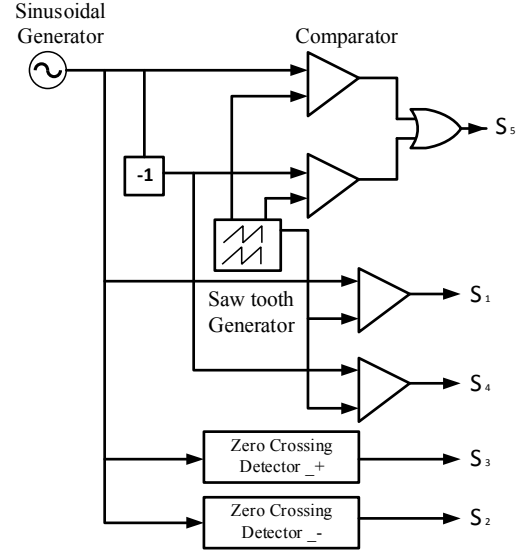 Sinusoidal
Generator
Comparator
S₅
-1
Saw tooth
Generator
S₁
S₄
Zero Crossing
Detector _+
S₃
Zero Crossing
Detector _-
S₂